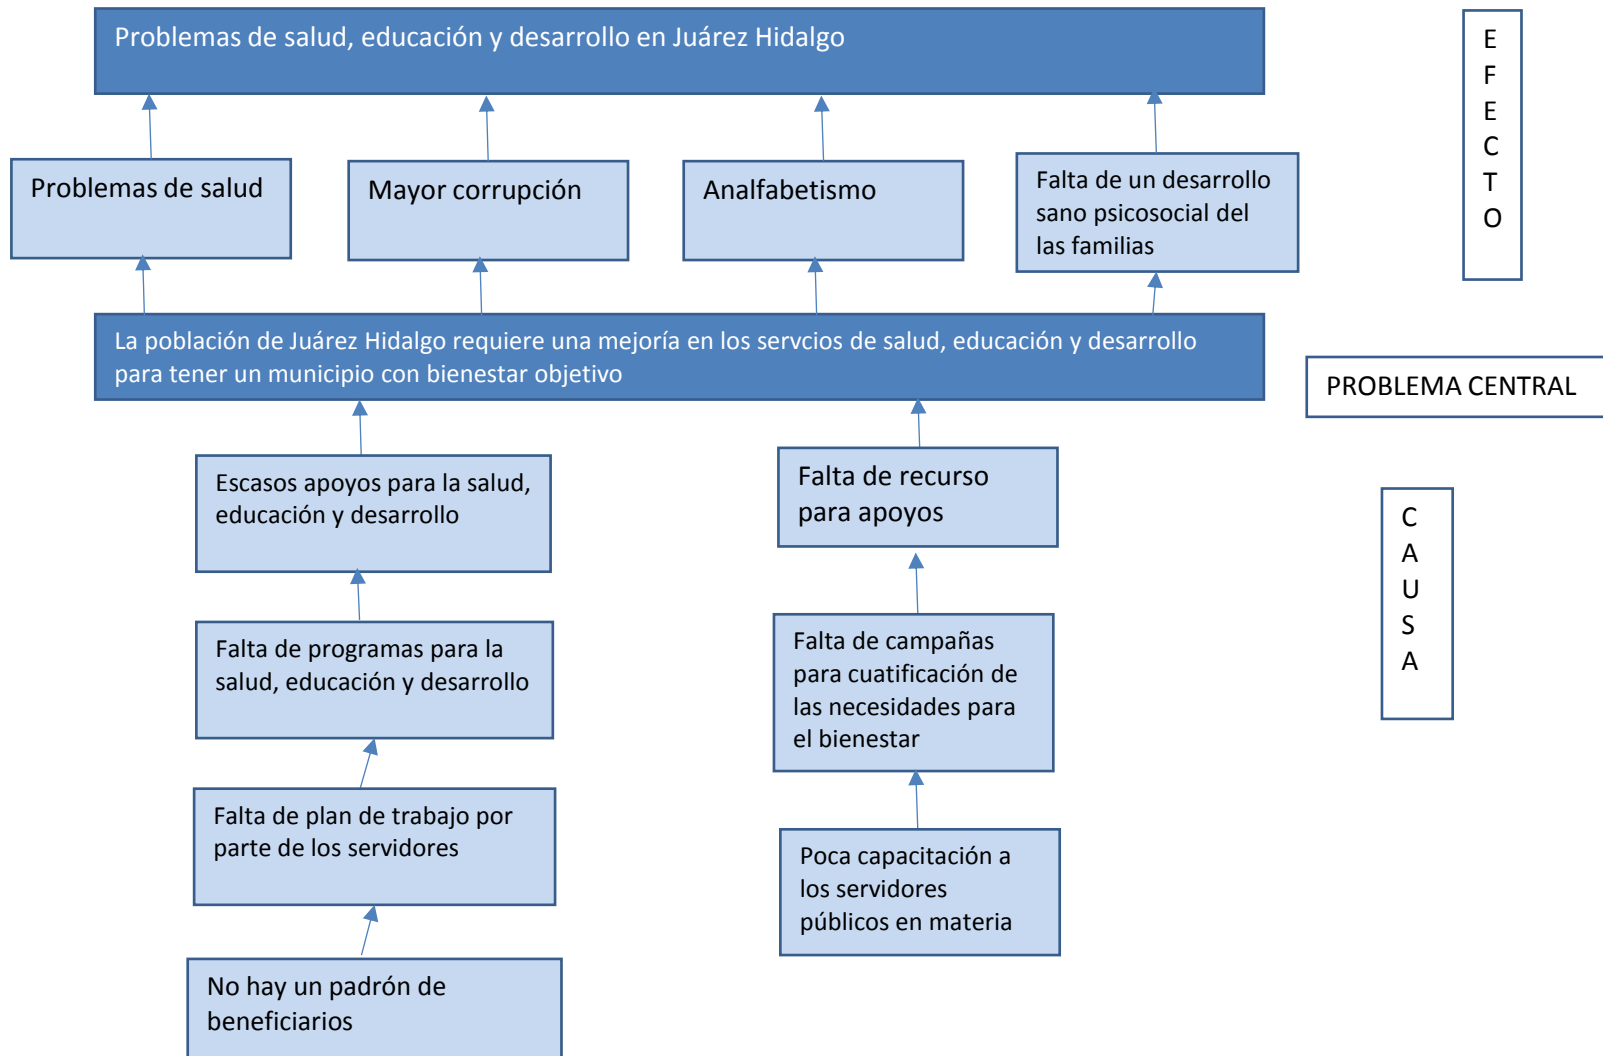 Problemas de salud, educación y desarrollo en Juárez Hidalgo
E
F
E
C
T
O
Problemas de salud
Mayor corrupción
Analfabetismo
Falta de un desarrollo
sano psicosocial del
las familias
La población de Juárez Hidalgo requiere una mejoría en los servcios de salud, educación y desarrollo
para tener un municipio con bienestar objetivo
PROBLEMA CENTRAL
Escasos apoyos para la salud,
educación y desarrollo
Falta de recurso
para apoyos
C
A
U
S
A
Falta de programas para la
salud, educación y desarrollo
Falta de campañas
para cuatificación de
las necesidades para
el bienestar
Falta de plan de trabajo por
parte de los servidores
Poca capacitación a
los servidores
públicos en materia
No hay un padrón de
beneficiarios